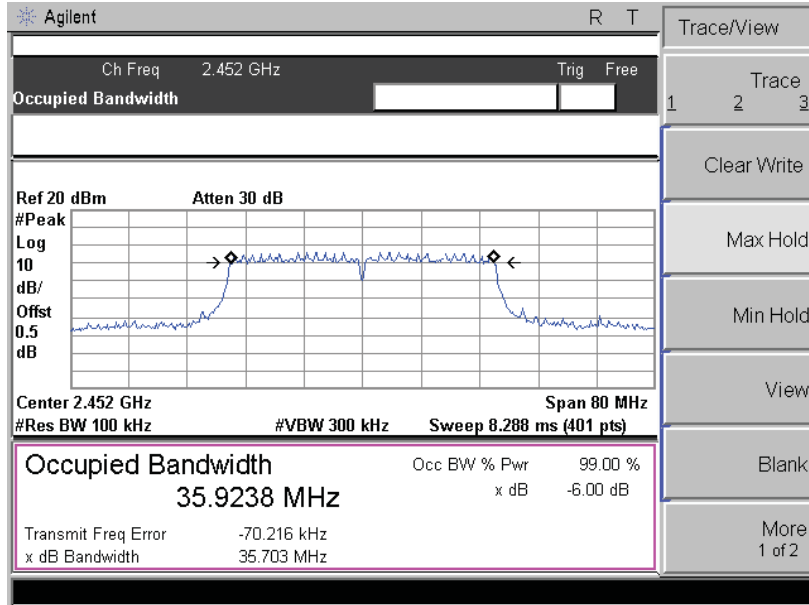 Agilent R T
Ch Freq 2.452 GHz Trig Free
Occupied Bandwidth
Ref 20 dBm Atten 30 dB
#Peak
Log
10
dB/
Offst
0.5
dB
Center 2.452 GHz Span 80 MHz
#Res BW 100 kHz #VBW 300 kHz Sweep 8.288 ms (401 pts)
Occupied Bandwidth
35.9238 MHz
Occ BW % Pwr 99.00 %
x dB -6.00 dB
Transmit Freq Error -70.216 kHz
x dB Bandwidth 35.703 MHz
Trace/View
Trace
1 2 3
Clear Write
Max Hold
Min Hold
View
Blank
More
1 of 2